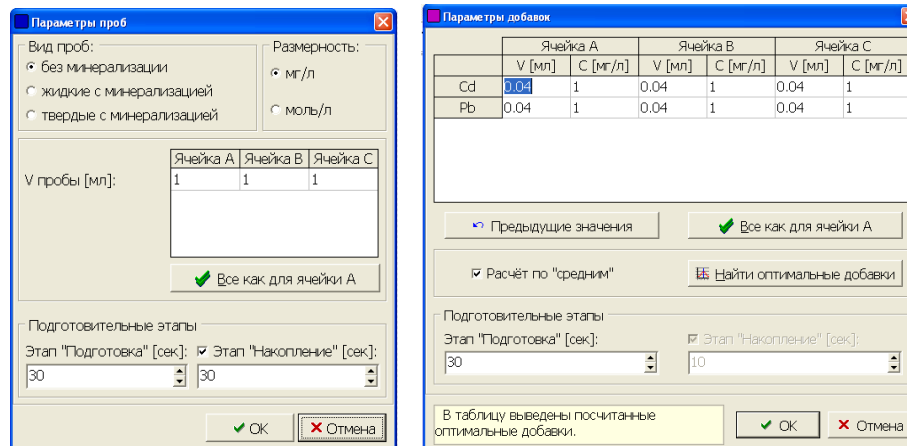 Параметры проб
Вид проб:
без минерализации
жидкие с минерализацией
твердые с минерализацией
Размерность:
мг/л
моль/л
Ячейка A Ячейка B Ячейка C
V пробы [мл]:
1 1 1
Все как для ячейки A
Подготовительные этапы
Этап "Подготовка" [сек]: Этап "Накопление" [сек]:
30 30
OK Отмена
Параметры добавок
Ячейка A Ячейка B Ячейка C
V [мл] C [мг/л] V [мл] C [мг/л] V [мл] C [мг/л]
Cd 0.04 1 0.04 1 0.04 1
Pb 0.04 1 0.04 1 0.04 1
Предыдущие значения Все как для ячейки A
Расчёт по "средним" Найти оптимальные добавки
Подготовительные этапы
Этап "Подготовка" [сек]: Этап "Накопление" [сек]:
30 10
В таблицу выведены посчитанные
оптимальные добавки.
OK Отмена